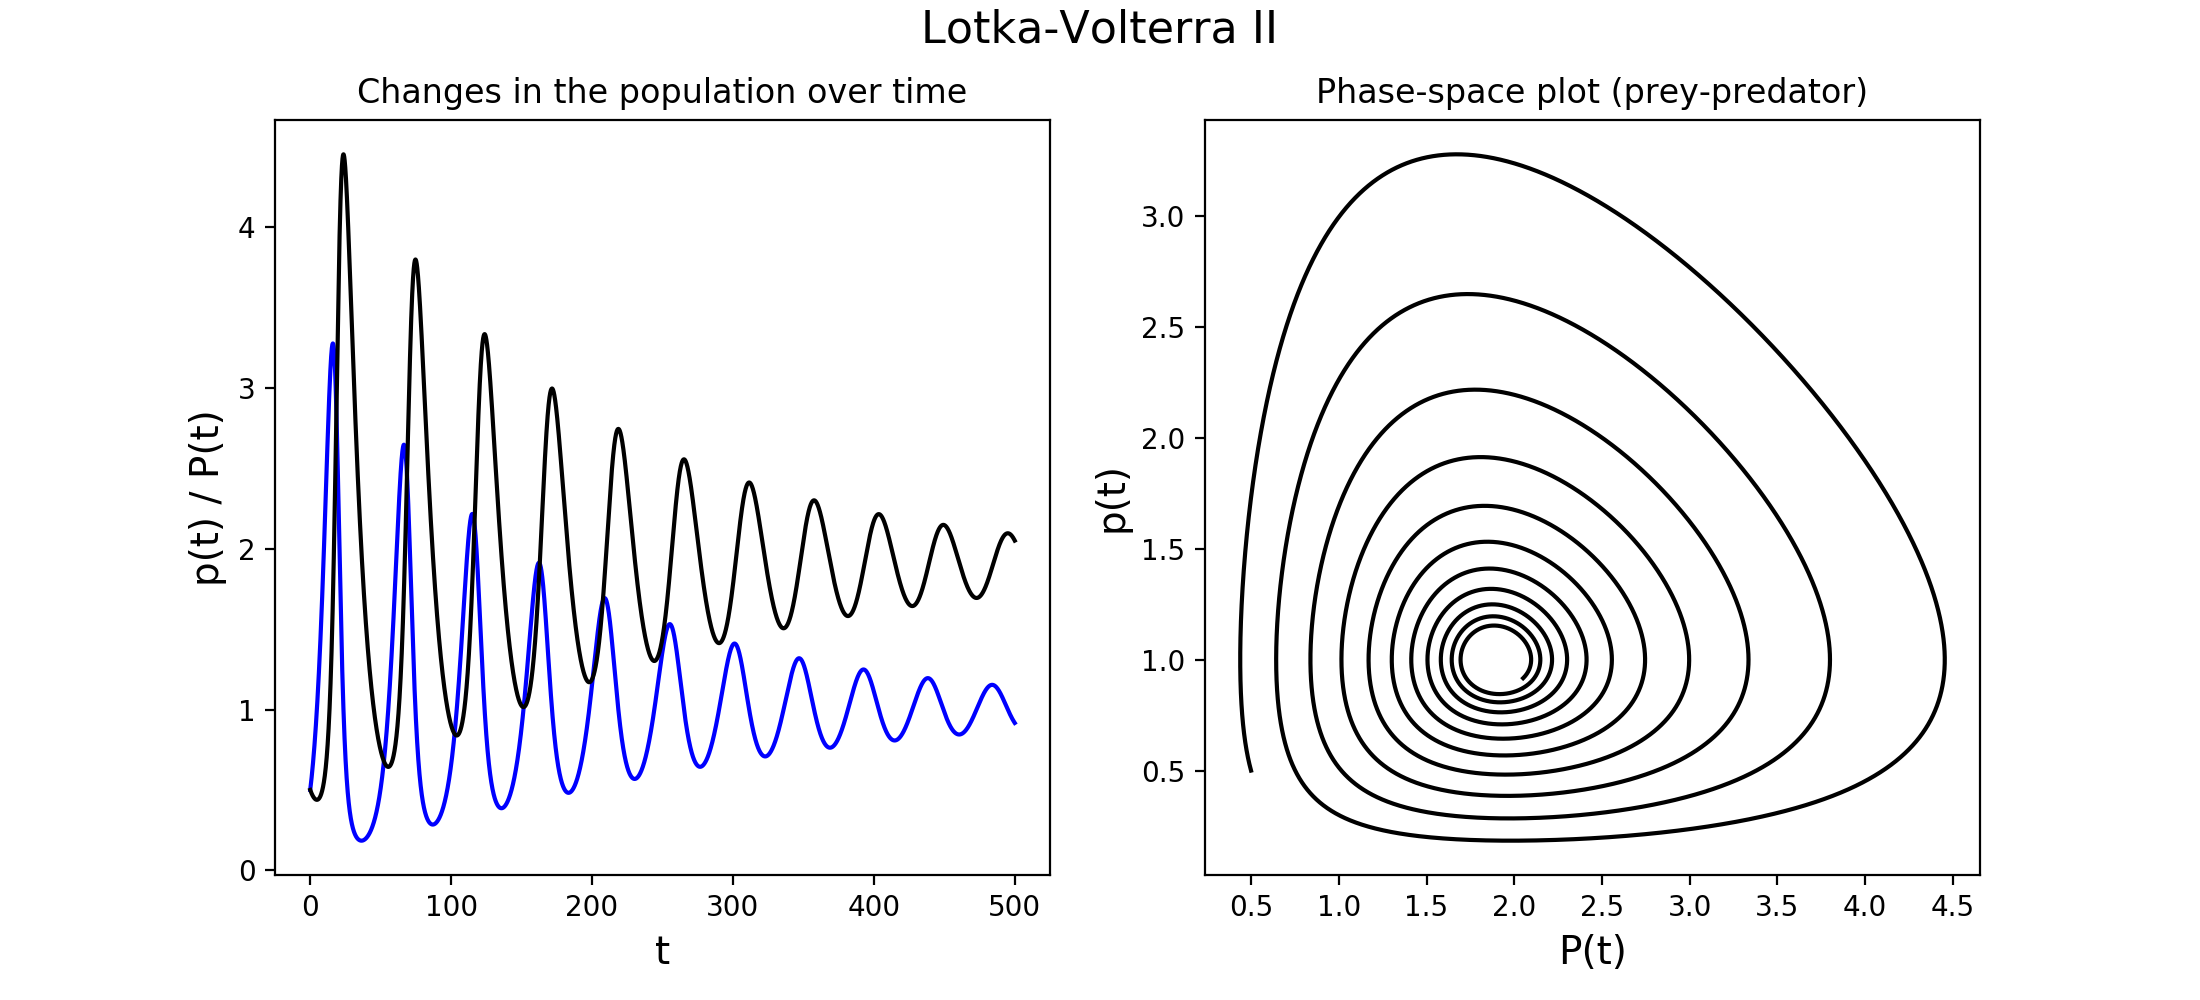 Lotka-Volterra II
Changes in the population over time
p(t) / P(t)
4
3
2
1
0
0 100 200 300 400 500
t
Phase-space plot (prey-predator)
p(t)
3.0
2.5
2.0
1.5
1.0
0.5
0.5 1.0 1.5 2.0 2.5 3.0 3.5 4.0 4.5
P(t)